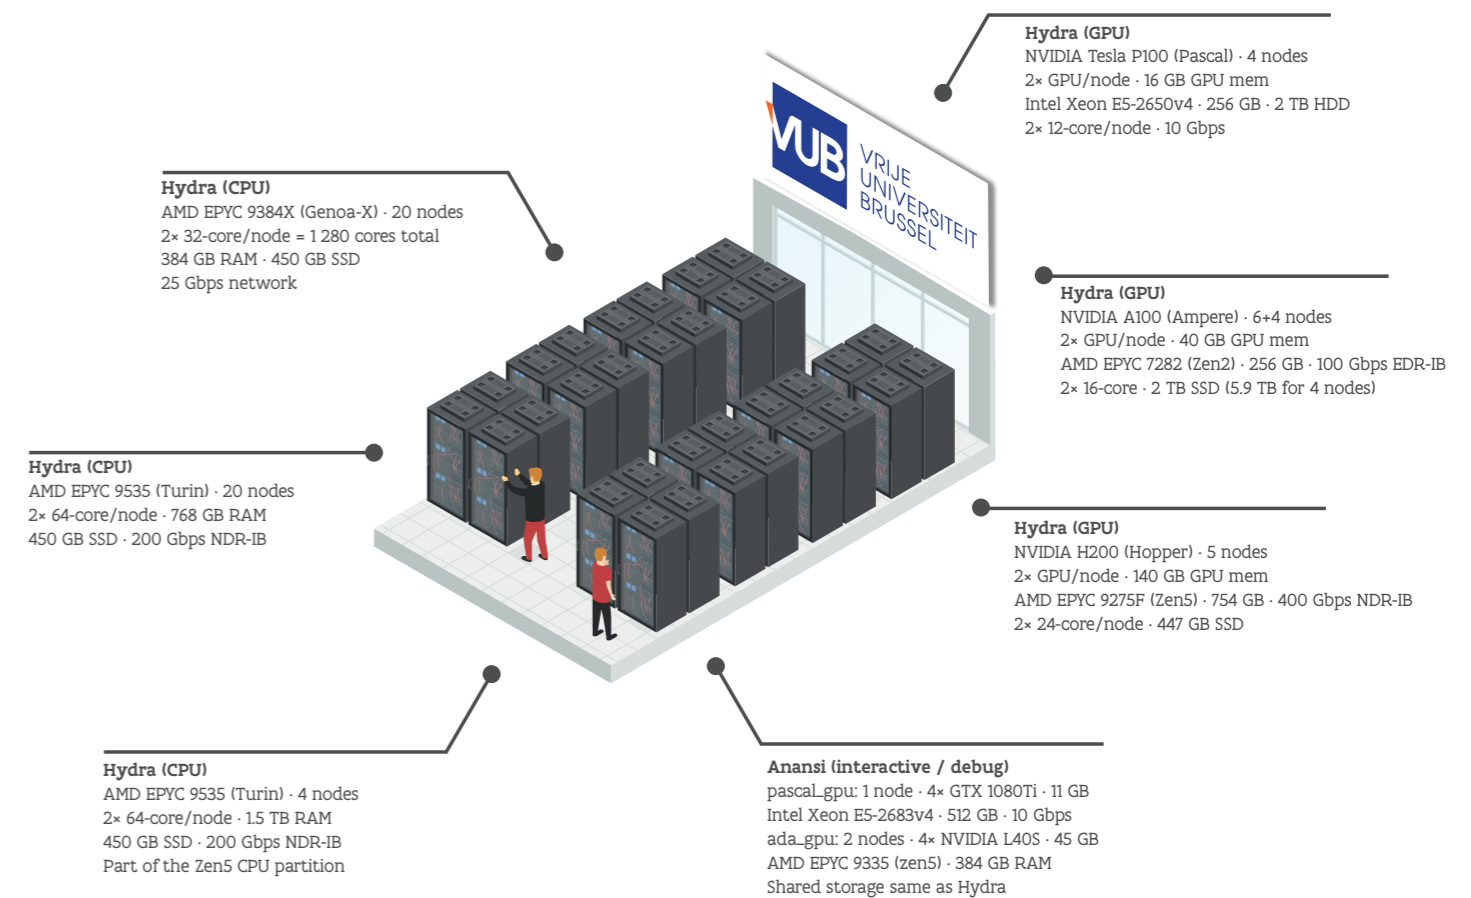 Hydra (GPU)
NVIDIA Tesla P100 (Pascal) · 4 nodes
2× GPU/node · 16 GB GPU mem
Intel Xeon E5-2650v4 · 256 GB · 2 TB HDD
2× 12-core/node · 10 Gbps
VUB
VRIJE
UNIVERSITEIT
BRUSSEL
Hydra (CPU)
AMD EPYC 9384X (Genoa-X) · 20 nodes
2× 32-core/node = 1 280 cores total
384 GB RAM · 450 GB SSD
25 Gbps network
Hydra (GPU)
NVIDIA A100 (Ampere) · 6+4 nodes
2× GPU/node · 40 GB GPU mem
AMD EPYC 7282 (Zen2) · 256 GB · 100 Gbps EDR-IB
2× 16-core · 2 TB SSD (5.9 TB for 4 nodes)
Hydra (CPU)
AMD EPYC 9535 (Turin) · 20 nodes
2× 64-core/node · 768 GB RAM
450 GB SSD · 200 Gbps NDR-IB
Hydra (GPU)
NVIDIA H200 (Hopper) · 5 nodes
2× GPU/node · 140 GB GPU mem
AMD EPYC 9275F (Zen5) · 754 GB · 400 Gbps NDR-IB
2× 24-core/node · 447 GB SSD
Hydra (CPU)
AMD EPYC 9535 (Turin) · 4 nodes
2× 64-core/node · 1.5 TB RAM
450 GB SSD · 200 Gbps NDR-IB
Part of the Zen5 CPU partition
Anansi (interactive / debug)
pascal_gpu: 1 node · 4× GTX 1080Ti · 11 GB
Intel Xeon E5-2683v4 · 512 GB · 10 Gbps
ada_gpu: 2 nodes · 4× NVIDIA L40S · 45 GB
AMD EPYC 9335 (zen5) · 384 GB RAM
Shared storage same as Hydra